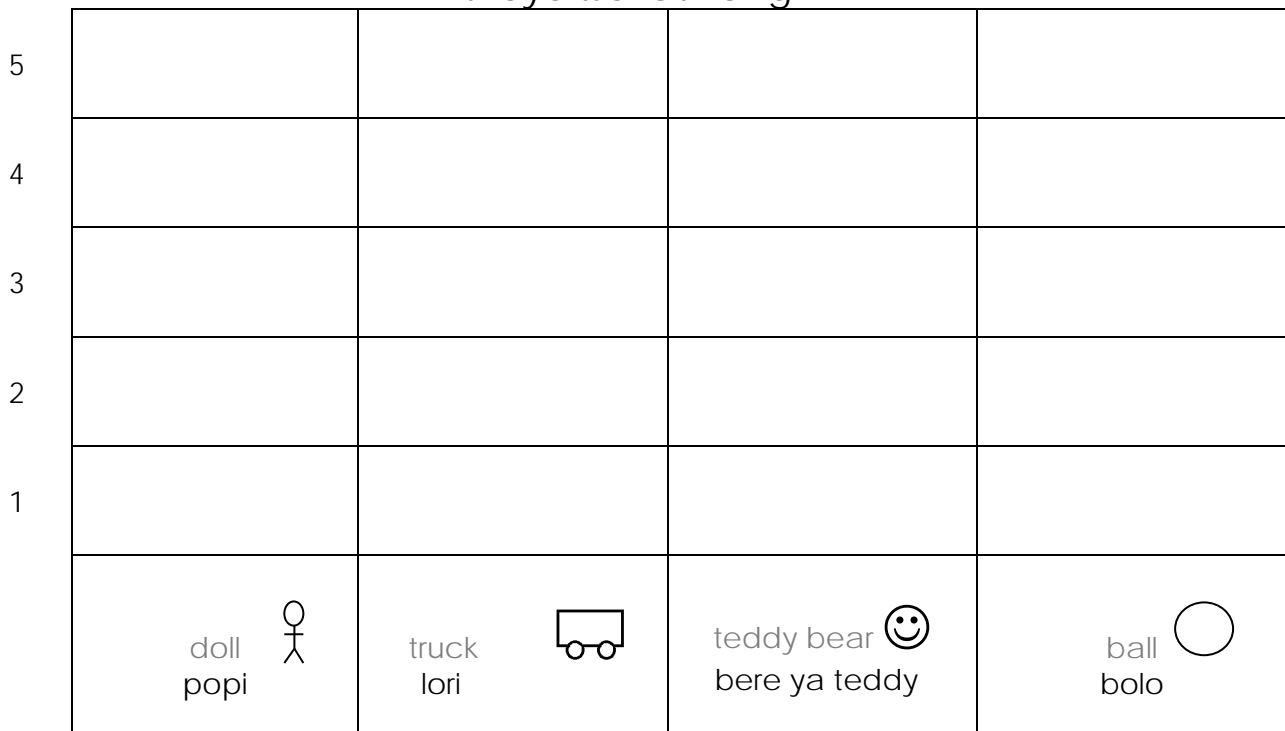 5
4
3
2
1
doll
popi
truck
lori
teddy bear
bere ya teddy
ball
bolo